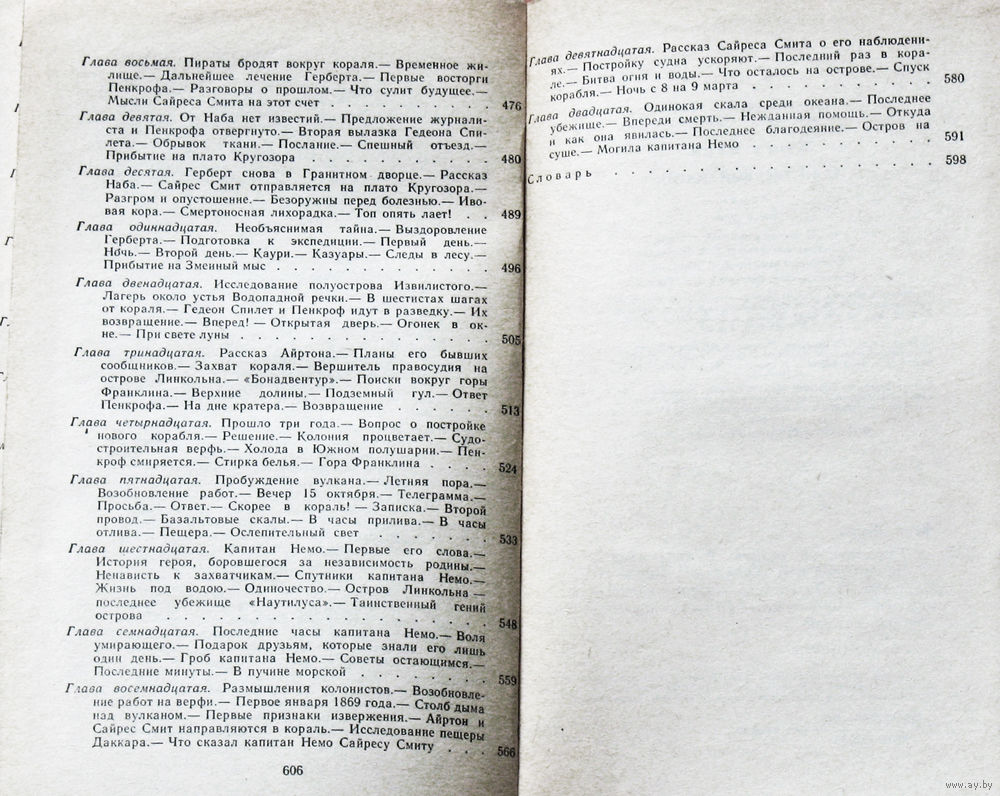 Глава восьмая. Пираты бродят вокруг кораля.— Временное жи-
лище.— Дальнейшее лечение Герберта.— Первые восторги
Пенкрофа.— Разговоры о прошлом.— Что сулит будущее.—
Мысли Сайреса Смита на этот счет . . . . . . . . . . . 476
Глава девятая. От Наба нет известий.— Предложение журнали-
ста и Пенкрофа отвергнуто.— Вторая вылазка Гедеона Спи-
лета.— Обрывок ткани.— Послание.— Спешный отъезд.—
Прибытие на плато Кругозора . . . . . . . . . . . . 480
Глава десятая. Герберт снова в Гранитном дворце.— Рассказ
Наба.— Сайрес Смит отправляется на плато Кругозора.—
Разгром и опустошение.— Безоружны перед болезнью.— Иво-
вая кора.— Смертоносная лихорадка.— Топ опять лает! . . 489
Глава одиннадцатая. Необъяснимая тайна.— Выздоровление
Герберта.— Подготовка к экспедиции.— Первый день.—
Ночь.— Второй день.— Каури.— Казуары.— Следы в лесу.—
Прибытие на Змеиный мыс . . . . . . . . . . . . . 496
Глава двенадцатая. Исследование полуострова Извилистого.—
Лагерь около устья Водопадной речки.— В шестистах шагах
от кораля.— Гедеон Спилет и Пенкроф идут в разведку.— Их
возвращение.— Вперед! — Открытая дверь.— Огонек в ок-
не.— При свете луны . . . . . . . . . . . . . . . 505
Глава тринадцатая. Рассказ Айртона.— Планы его бывших
сообщников.— Захват кораля.— Вершитель правосудия на
острове Линкольна.— «Бонадвентур».— Поиски вокруг горы
Франклина.— Верхние долины.— Подземный гул.— Ответ
Пенкрофа.— На дне кратера.— Возвращение . . . . . . 513
Глава четырнадцатая. Прошло три года.— Вопрос о постройке
нового корабля.— Решение.— Колония процветает.— Судо-
строительная верфь.— Холода в Южном полушарии.— Пен-
кроф смиряется.— Стирка белья.— Гора Франклина . . . . 524
Глава пятнадцатая. Пробуждение вулкана.— Летняя пора.—
Возобновление работ.— Вечер 15 октября.— Телеграмма.—
Просьба.— Ответ.— Скорее в кораль! — Записка.— Второй
провод.— Базальтовые скалы.— В часы прилива.— В часы
отлива.— Пещера.— Ослепительный свет . . . . . . . 533
Глава шестнадцатая. Капитан Немо.— Первые его слова.—
История героя, боровшегося за независимость родины.—
Ненависть к захватчикам.— Спутники капитана Немо.—
Жизнь под водою.— Одиночество.— Остров Линкольна —
последнее убежище «Наутилуса».— Таинственный гений
острова . . . . . . . . . . . . . . . . . . . . 548
Глава семнадцатая. Последние часы капитана Немо.— Воля
умирающего.— Подарок друзьям, которые знали его лишь
один день.— Гроб капитана Немо.— Советы остающимся.—
Последние минуты.— В пучине морской . . . . . . . . 559
Глава восемнадцатая. Размышления колонистов.— Возобновле-
ние работ на верфи.— Первое января 1869 года.— Столб дыма
над вулканом.— Первые признаки извержения.— Айртон и
Сайрес Смит направляются в кораль.— Исследование пещеры
Даккара.— Что сказал капитан Немо Сайресу Смиту . . . 566
606
Глава девятнадцатая. Рассказ Сайреса Смита о его наблюдени-
ях.— Постройку судна ускоряют.— Последний раз в кора-
ле.— Битва огня и воды.— Что осталось на острове.— Спуск
корабля.— Ночь с 8 на 9 марта . . . . . . . . . . . 580
Глава двадцатая. Одинокая скала среди океана.— Последнее
убежище.— Впереди смерть.— Нежданная помощь.— Откуда
и как она явилась.— Последнее благодеяние.— Остров на
суше.— Могила капитана Немо . . . . . . . . . . . . 591
Словарь . . . . . . . . . . . . . . . . . . . . 598
www.ay.by